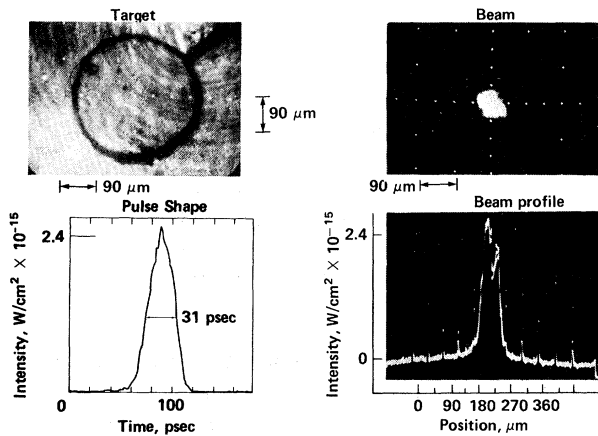 Target
90 μm
90 μm
Beam
90 μm
Pulse Shape
2.4
31 psec
Intensity, W/cm² × 10⁻¹⁵
0
100
Time, psec
Beam profile
2.4
0
Intensity, W/cm² × 10⁻¹⁵
0 90 180 270 360
Position, μm